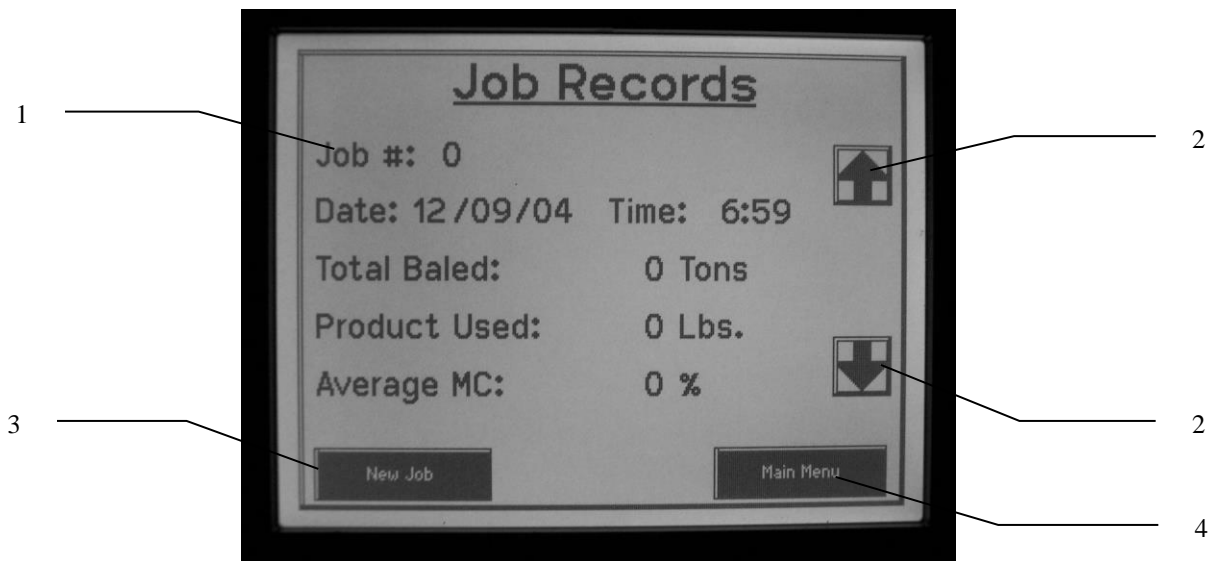 Job Records
1
Job #: 0
2
Date: 12/09/04 Time: 6:59
Total Baled: 0 Tons
Product Used: 0 Lbs.
Average MC: 0 %
3
2
New Job Main Menu
4